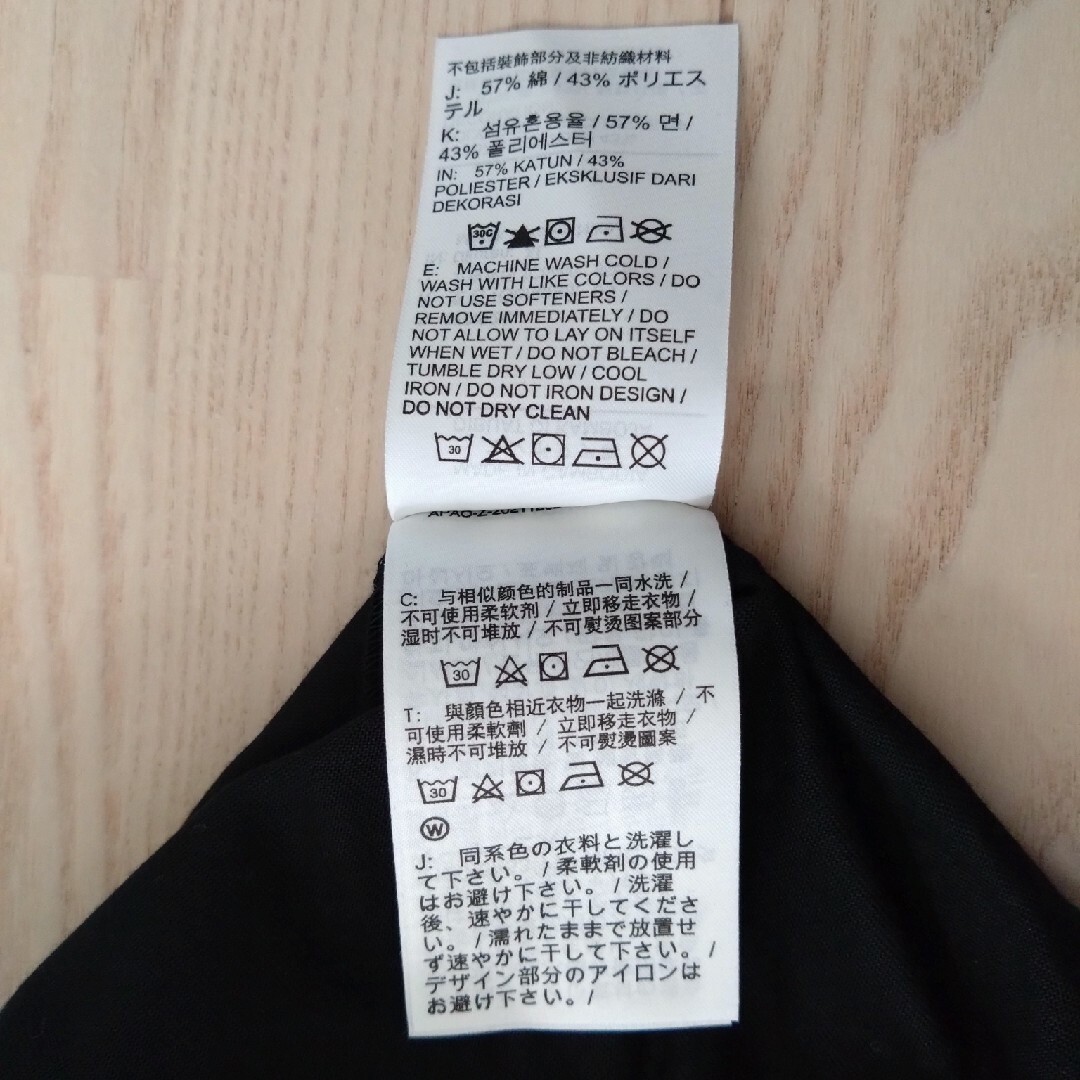 不包括裝飾部分及非紡織材料
J: 57% 綿 / 43% ポリエス
テル
K: 섬유혼용율 / 57% 면 /
43% 폴리에스터
IN: 57% KATUN / 43%
POLIESTER / EKSKLUSIF DARI
DEKORASI
30C
E: MACHINE WASH COLD /
WASH WITH LIKE COLORS / DO
NOT USE SOFTENERS /
REMOVE IMMEDIATELY / DO
NOT ALLOW TO LAY ON ITSELF
WHEN WET / DO NOT BLEACH /
TUMBLE DRY LOW / COOL
IRON / DO NOT IRON DESIGN /
DO NOT DRY CLEAN
30
C: 与相似颜色的制品一同水洗 /
不可使用柔软剂 / 立即移走衣物 /
湿时不可堆放 / 不可熨烫图案部分
30
T: 與顏色相近衣物一起洗滌 / 不
可使用柔軟劑 / 立即移走衣物 /
濕時不可堆放 / 不可熨燙圖案
30
W
J: 同系色の衣料と洗濯し
て下さい。/ 柔軟剤の使用
はお避け下さい。/ 洗濯
後、速やかに干してくださ
い。/ 濡れたままで放置せ
ず速やかに干して下さい。/
デザイン部分のアイロンは
お避け下さい。/